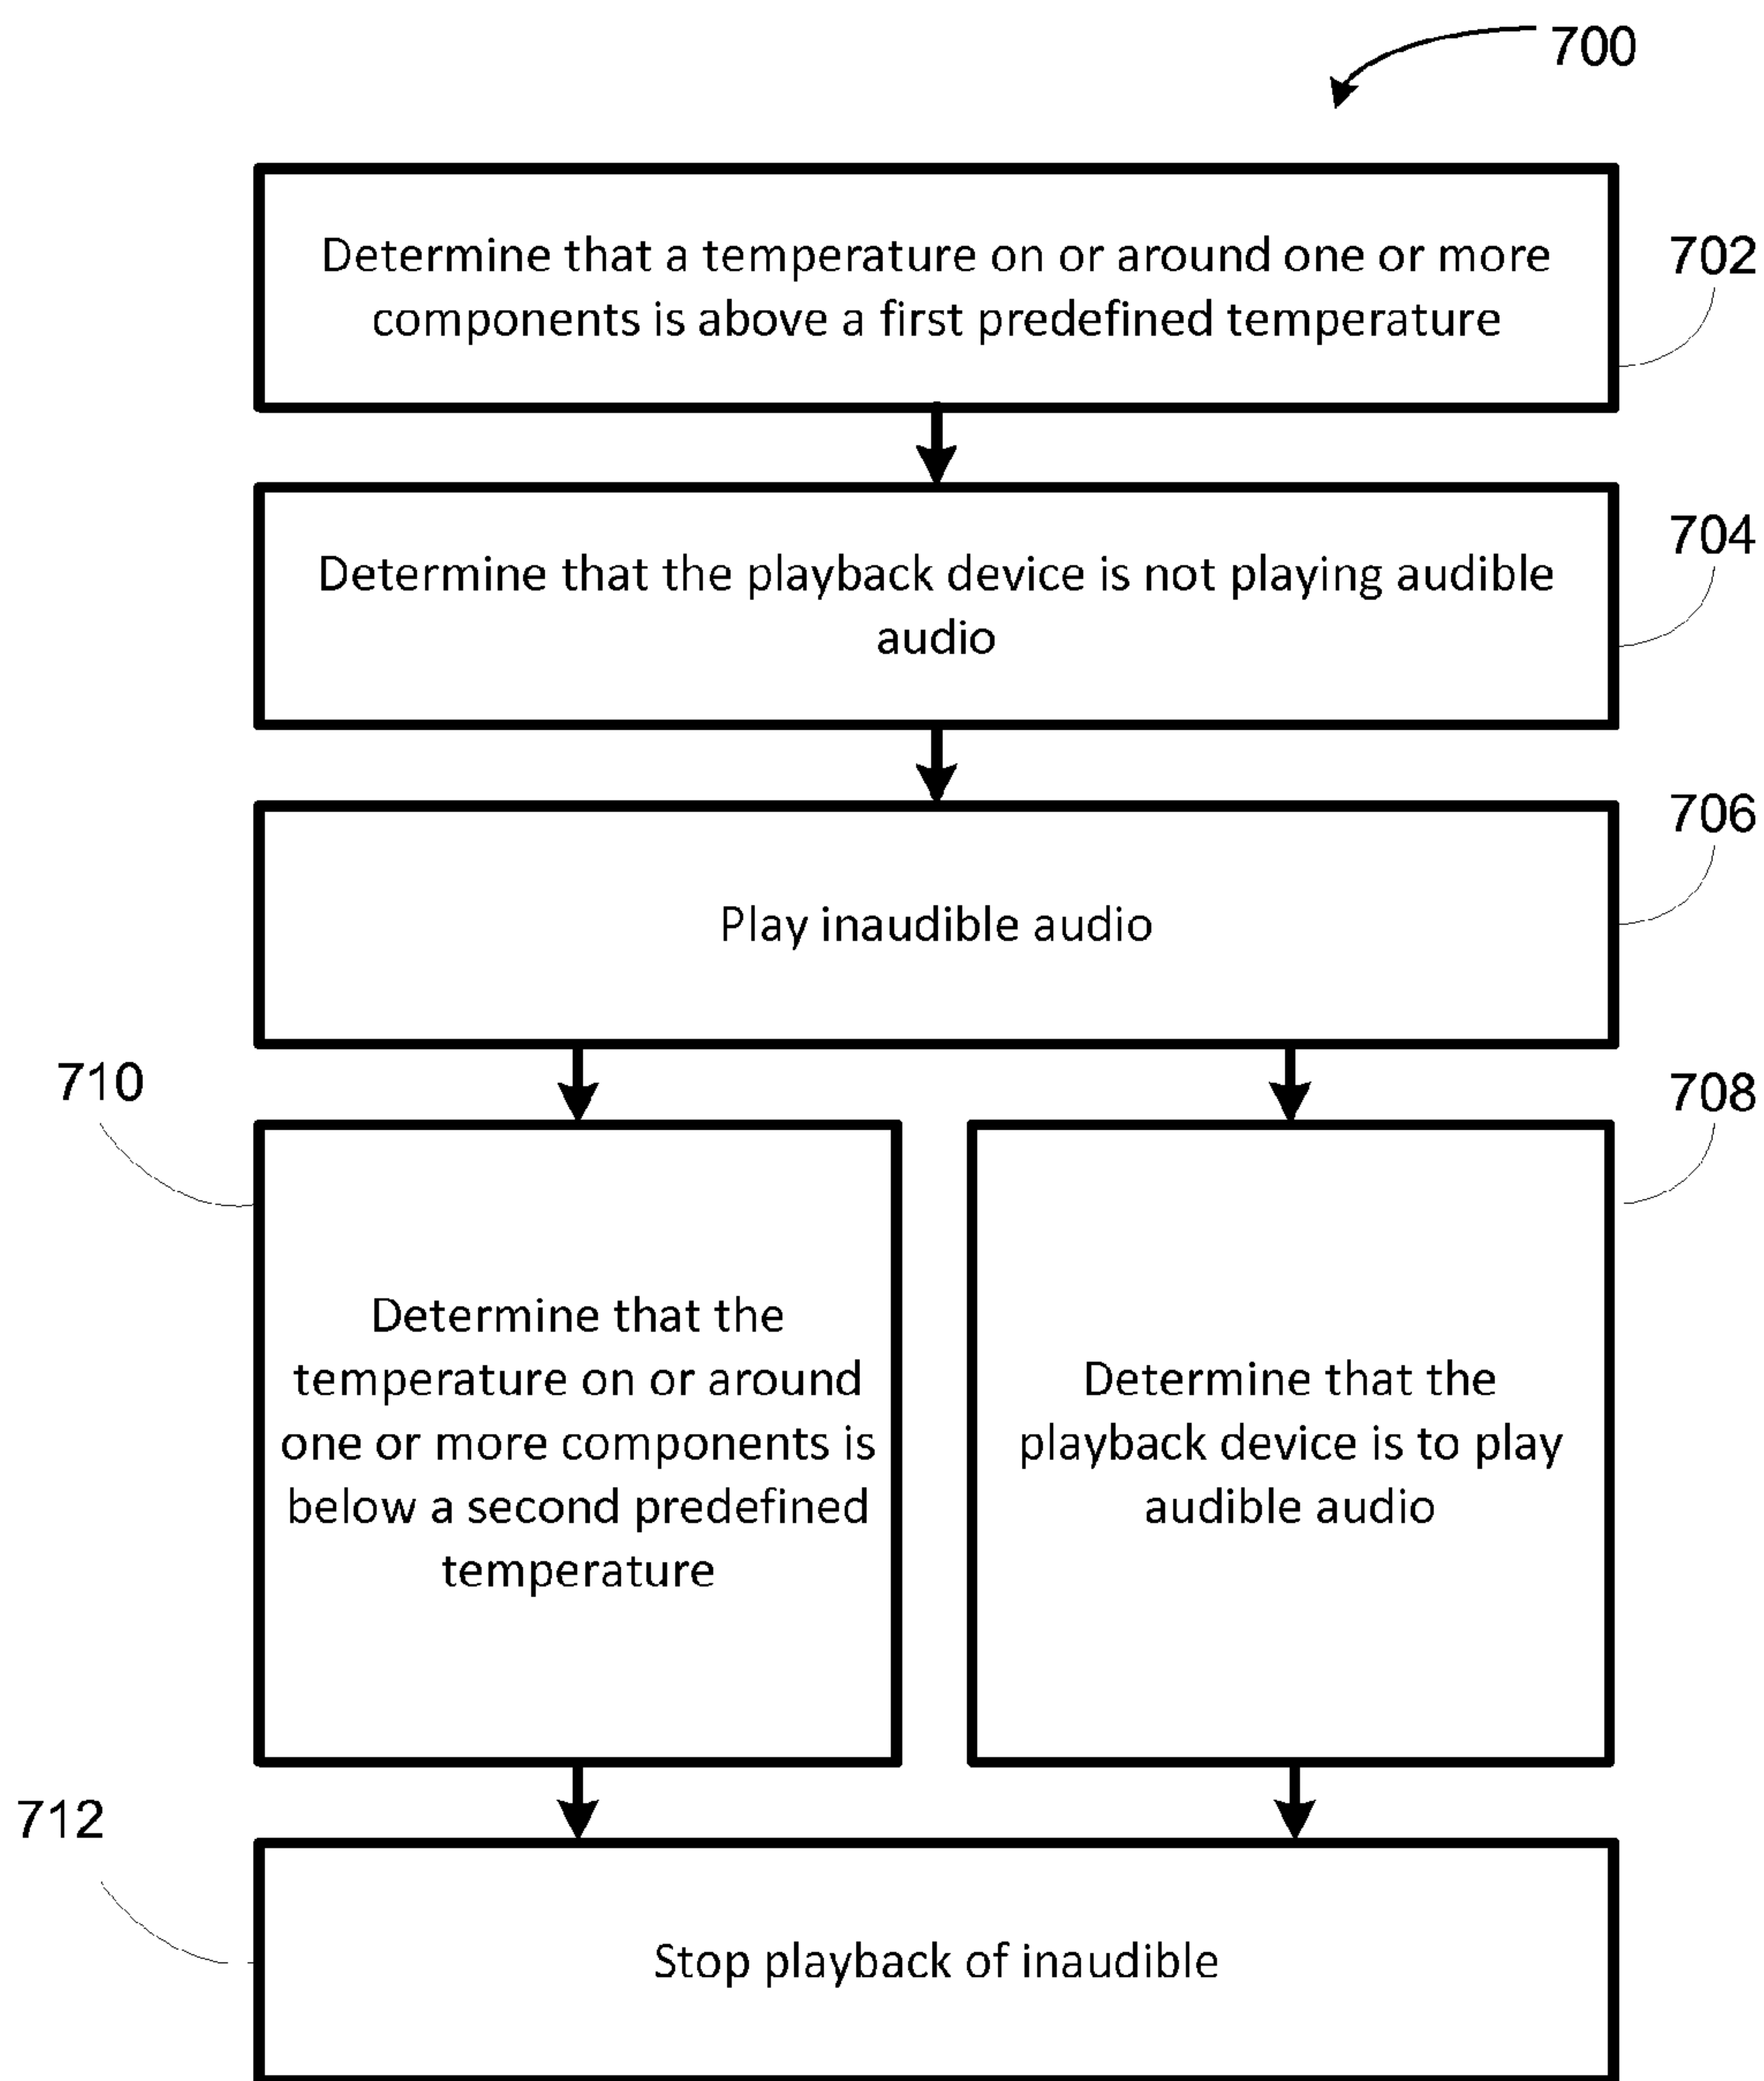 700
Determine that a temperature on or around one or more
components is above a first predefined temperature
702
Determine that the playback device is not playing audible
audio
704
Play inaudible audio
706
710
Determine that the
temperature on or around
one or more components is
below a second predefined
temperature
708
Determine that the
playback device is to play
audible audio
712
Stop playback of inaudible